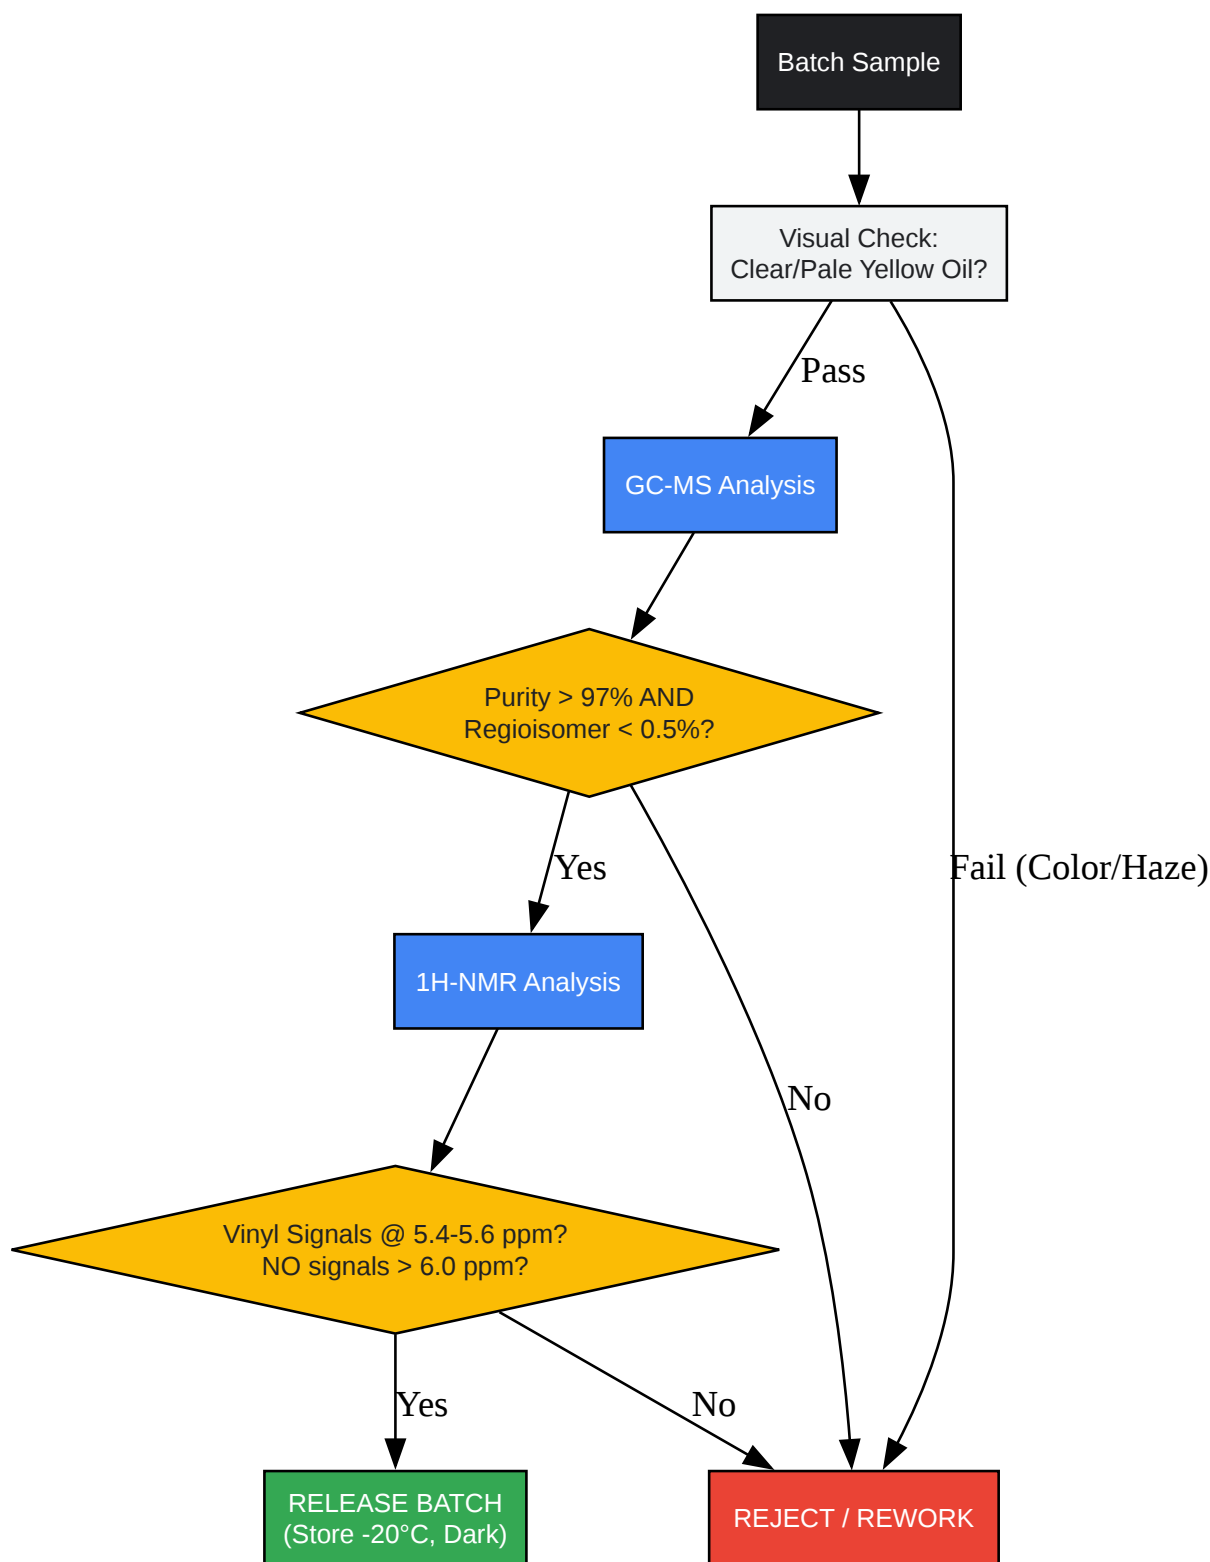 Batch Sample
Visual Check:
Clear/Pale Yellow Oil?
Pass
GC-MS Analysis
Purity > 97% AND
Regioisomer < 0.5%?
Yes
Fail (Color/Haze)
1H-NMR Analysis
No
Vinyl Signals @ 5.4-5.6 ppm?
NO signals > 6.0 ppm?
Yes
No
RELEASE BATCH
(Store -20°C, Dark)
REJECT / REWORK